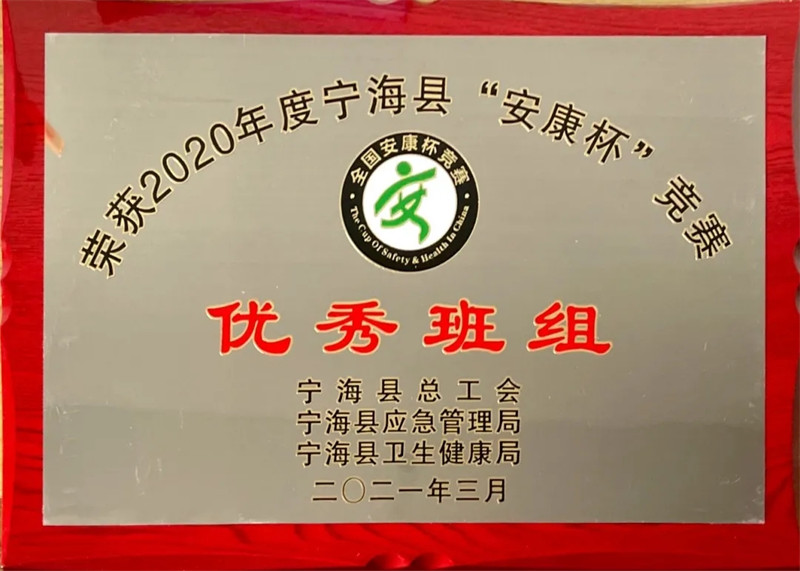 荣获2020年度宁海县“安康杯”竞赛
全国安康杯竞赛
安
The Cup Of Safety & Health In China
优秀班组
宁海县总工会
宁海县应急管理局
宁海县卫生健康局
二〇二一年三月